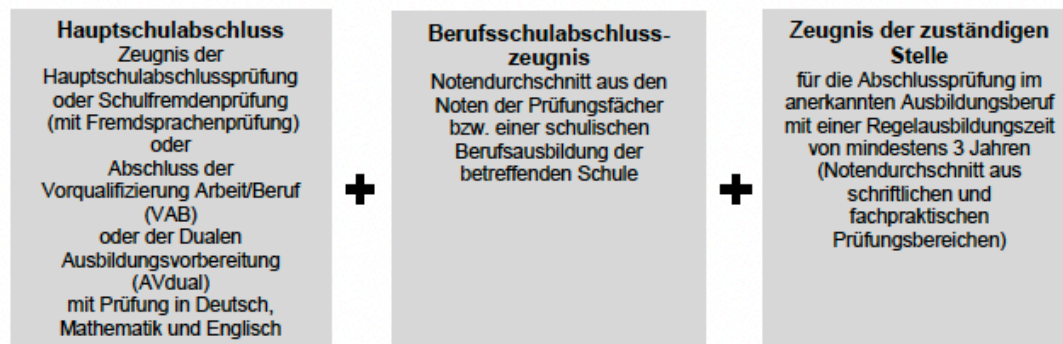 Hauptschulabschluss
Zeugnis der
Hauptschulabschlussprüfung
oder Schulfremdenprüfung
(mit Fremdsprachenprüfung)
oder
Abschluss der
Vorqualifizierung Arbeit/Beruf
(VAB)
oder der Dualen
Ausbildungsvorbereitung
(AVdual)
mit Prüfung in Deutsch,
Mathematik und Englisch
+
Berufsschulabschluss-
zeugnis
Notendurchschnitt aus den
Noten der Prüfungsfächer
bzw. einer schulischen
Berufsausbildung der
betreffenden Schule
+
Zeugnis der zuständigen
Stelle
für die Abschlussprüfung im
anerkannten Ausbildungsberuf
mit einer Regelausbildungszeit
von mindestens 3 Jahren
(Notendurchschnitt aus
schriftlichen und
fachpraktischen
Prüfungsbereichen)